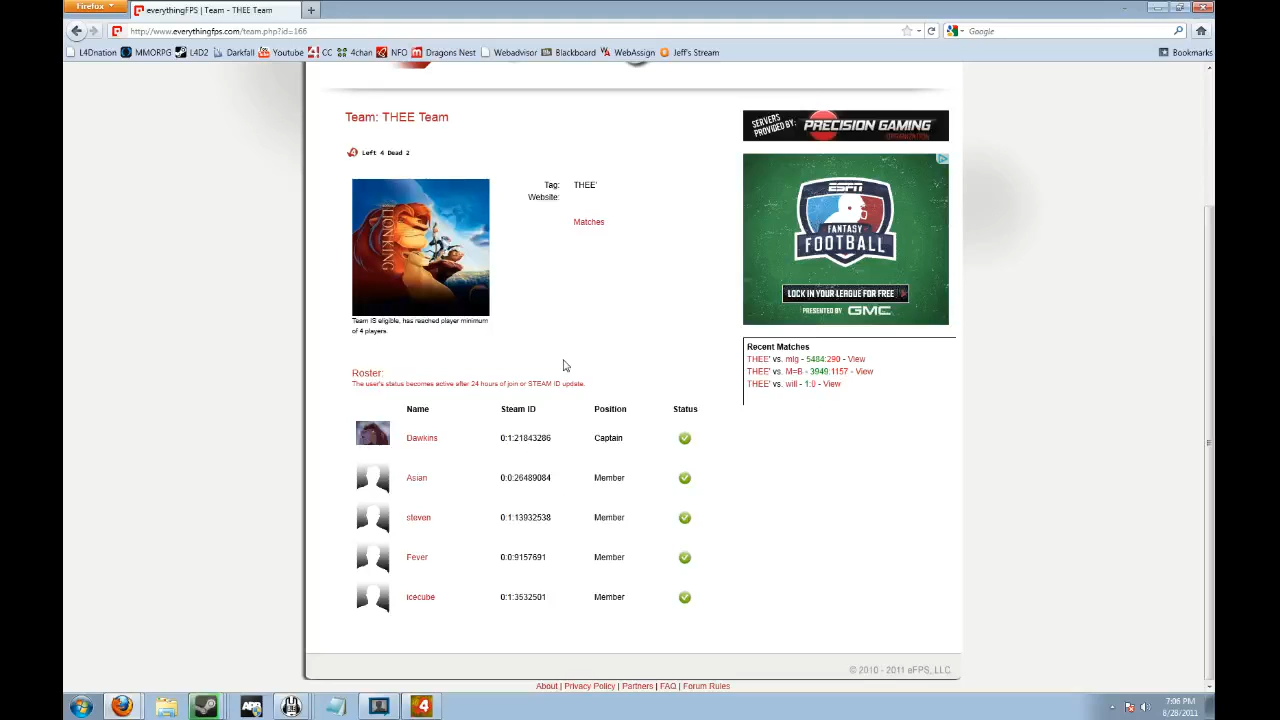 Firefox
everythingFPS | Team - THEE Team
http://www.everythingfps.com/team.php?id=166
Google
L4Dnation MMORPG L4D2 Darkfall Youtube CC 4chan NFO Dragons Nest Webadvisor Blackboard WebAssign Jeff's Stream Bookmarks
Team: THEE Team
Left 4 Dead 2
Tag: THEE'
Website:
Matches
LION KING
Team IS eligible, has reached player minimum
of 4 players.
SERVERS
PROVIDED BY:
PRECISION GAMING
ORGANIZATION
ESPN
FANTASY
FOOTBALL
LOCK IN YOUR LEAGUE FOR FREE
PRESENTED BY GMC
Recent Matches
THEE' vs. mlg - 5484:290 - View
THEE' vs. M=B - 3949:1157 - View
THEE' vs. will - 1:0 - View
Roster:
The user's status becomes active after 24 hours of join or STEAM ID update.
Name Steam ID Position Status
Dawkins 0:1:21843286 Captain
Asian 0:0:26489084 Member
steven 0:1:13932538 Member
Fever 0:0:9157691 Member
icecube 0:1:3532501 Member
© 2010 - 2011 eFPS, LLC.
About | Privacy Policy | Partners | FAQ | Forum Rules
APB
4
7:06 PM
8/28/2011